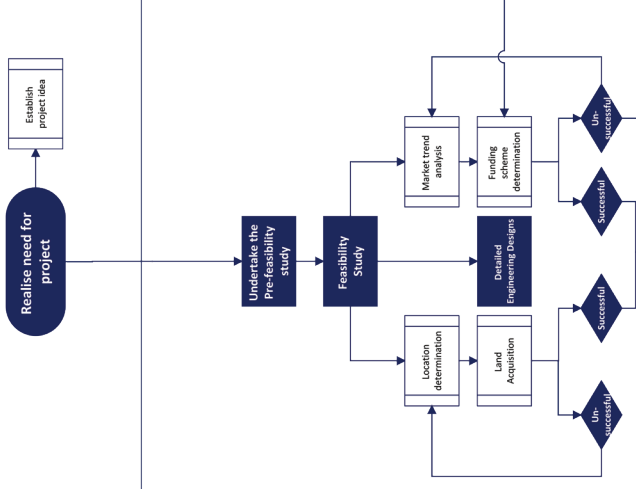 Realise need for
project
Establish
project idea
Undertake the
Pre-feasibility
study
Feasibility
Study
Market trend
analysis
Funding
scheme
determination
Detailed
Engineering Designs
Location
determination
Land
Acquisition
Un-
successful
Successful
Successful
Un-
successful